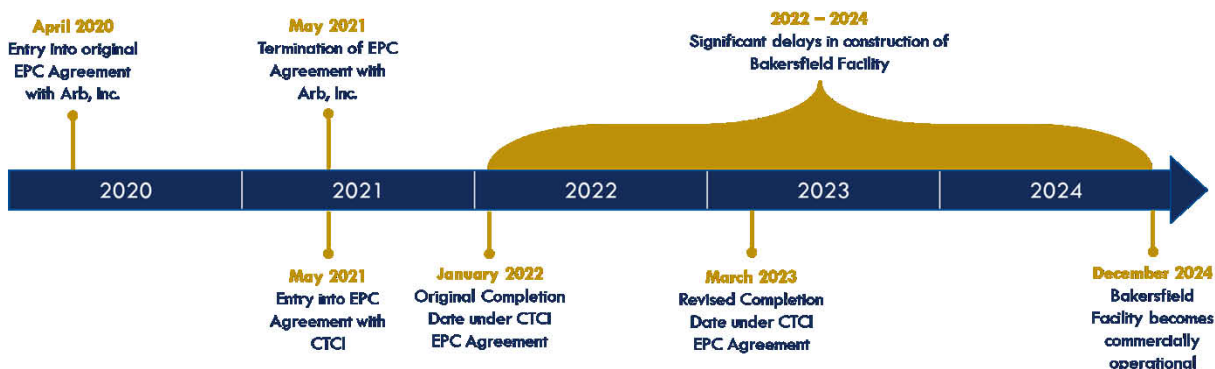 April 2020
Entry into original
EPC Agreement
with Arb, Inc.
May 2021
Termination of EPC
Agreement with
Arb, Inc.
2022 – 2024
Significant delays in construction of
Bakersfield Facility
2020
2021
2022
2023
2024
May 2021
Entry into EPC
Agreement with
CTCI
January 2022
Original Completion
Date under CTCI
EPC Agreement
March 2023
Revised Completion
Date under CTCI
EPC Agreement
December 2024
Bakersfield
Facility becomes
commercially
operational